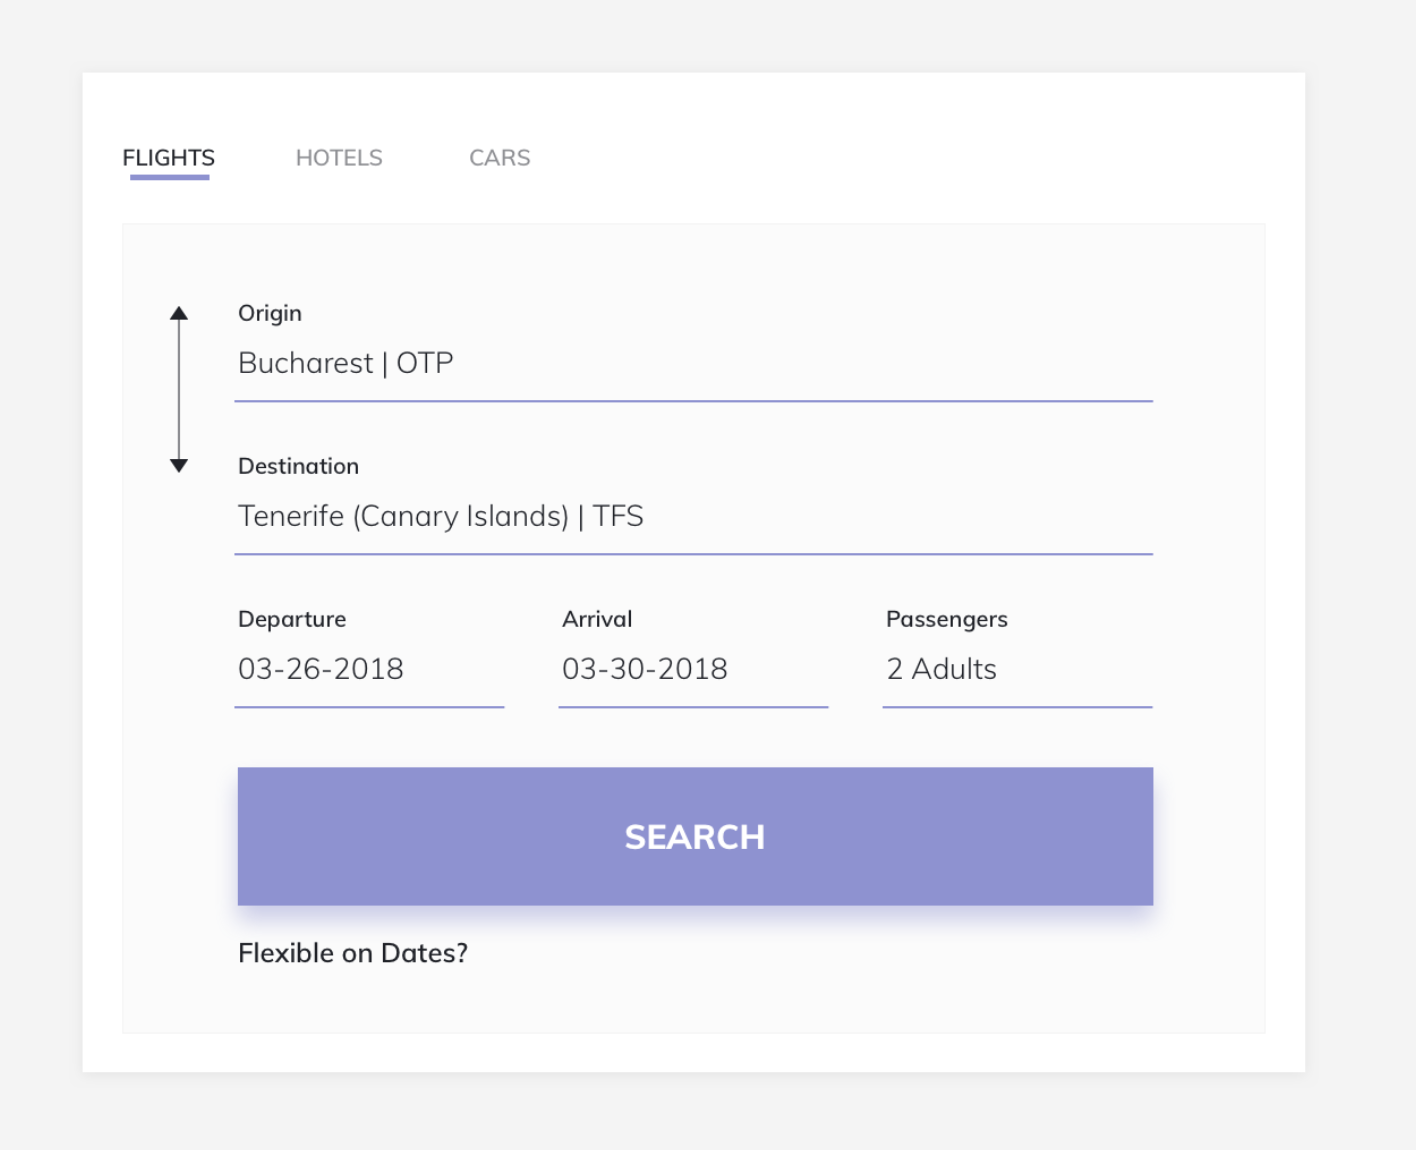 FLIGHTS HOTELS CARS
Origin
Bucharest | OTP
Destination
Tenerife (Canary Islands) | TFS
Departure Arrival Passengers
03-26-2018 03-30-2018 2 Adults
SEARCH
Flexible on Dates?